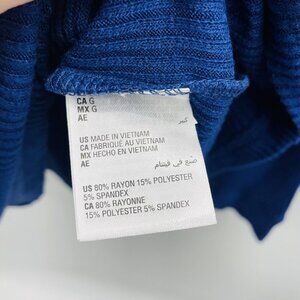 CA G
MX G
AE كبير
US MADE IN VIETNAM
CA FABRIQUÉ AU VIETNAM
MX HECHO EN VIETNAM
AE صنع في فيتنام
US 80% RAYON 15% POLYESTER
5% SPANDEX
CA 80% RAYONNE
15% POLYESTER 5% SPANDEX